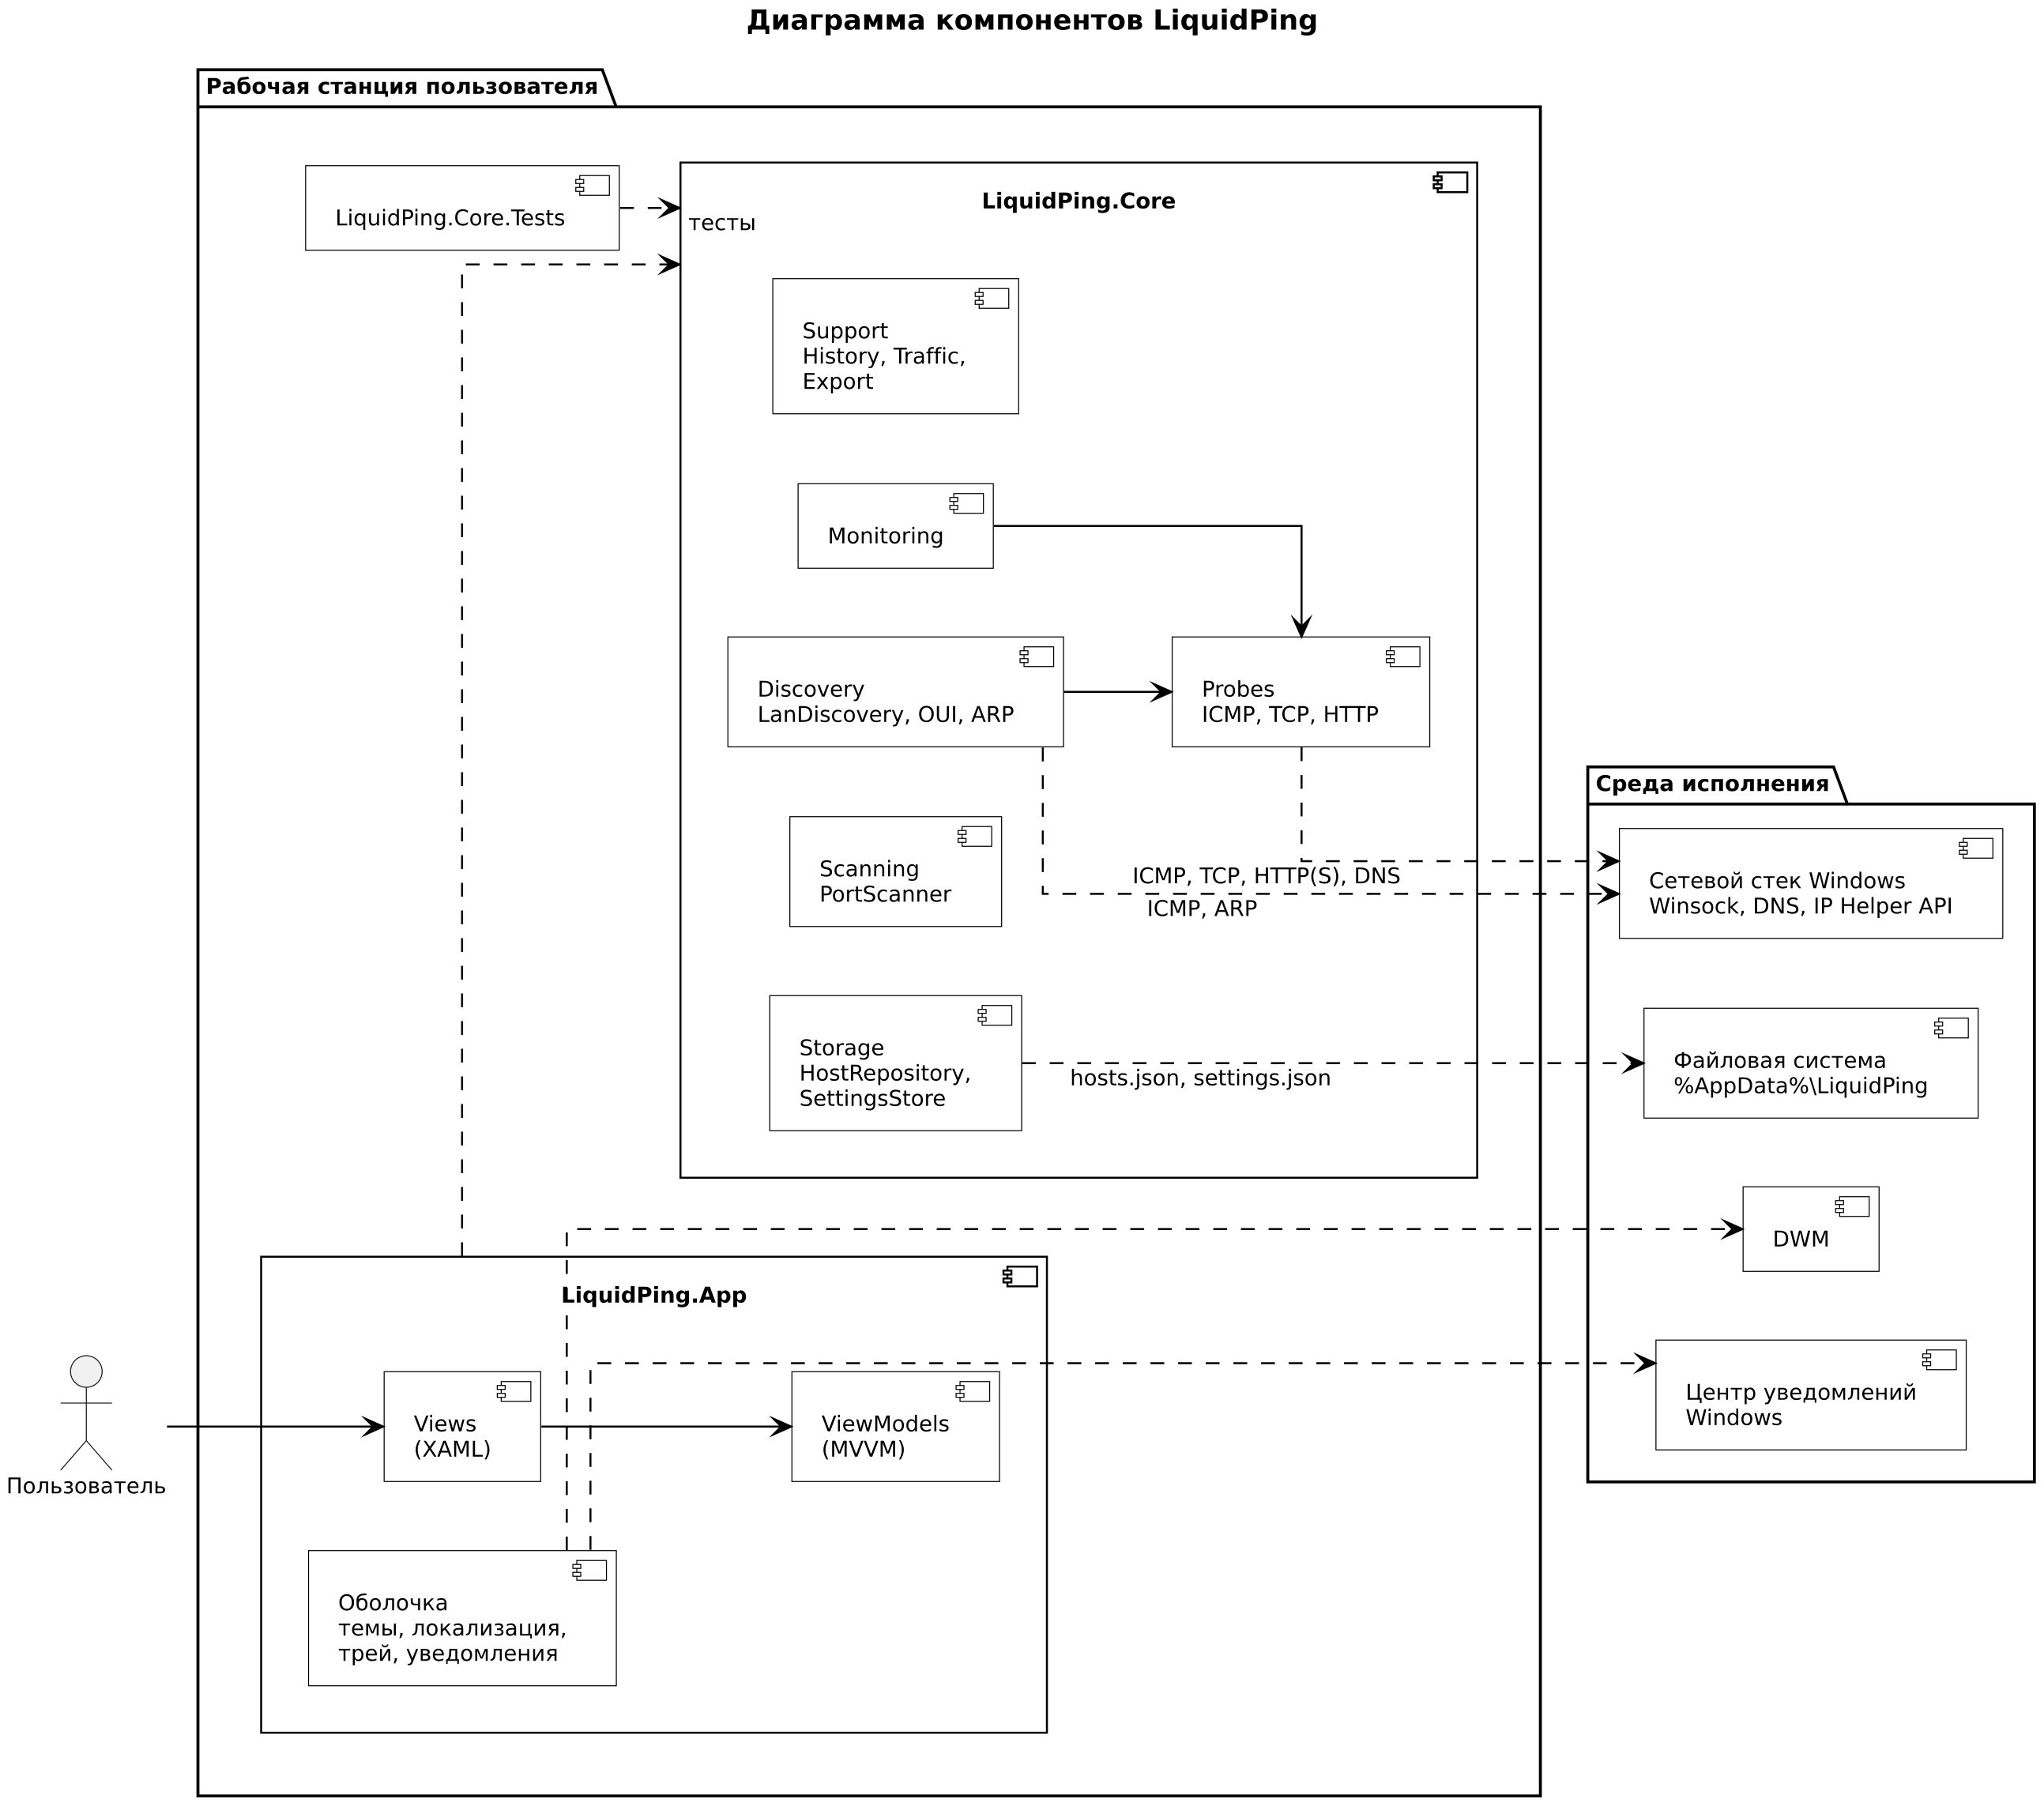 Диаграмма компонентов LiquidPing
Рабочая станция пользователя
LiquidPing.Core.Tests
тесты
LiquidPing.Core
Support
History, Traffic,
Export
Monitoring
Discovery
LanDiscovery, OUI, ARP
Probes
ICMP, TCP, HTTP
Scanning
PortScanner
ICMP, TCP, HTTP(S), DNS
ICMP, ARP
Storage
HostRepository,
SettingsStore
hosts.json, settings.json
Среда исполнения
Сетевой стек Windows
Winsock, DNS, IP Helper API
Файловая система
%AppData%\LiquidPing
DWM
Центр уведомлений
Windows
LiquidPing.App
Views
(XAML)
ViewModels
(MVVM)
Оболочка
темы, локализация,
трей, уведомления
Пользователь